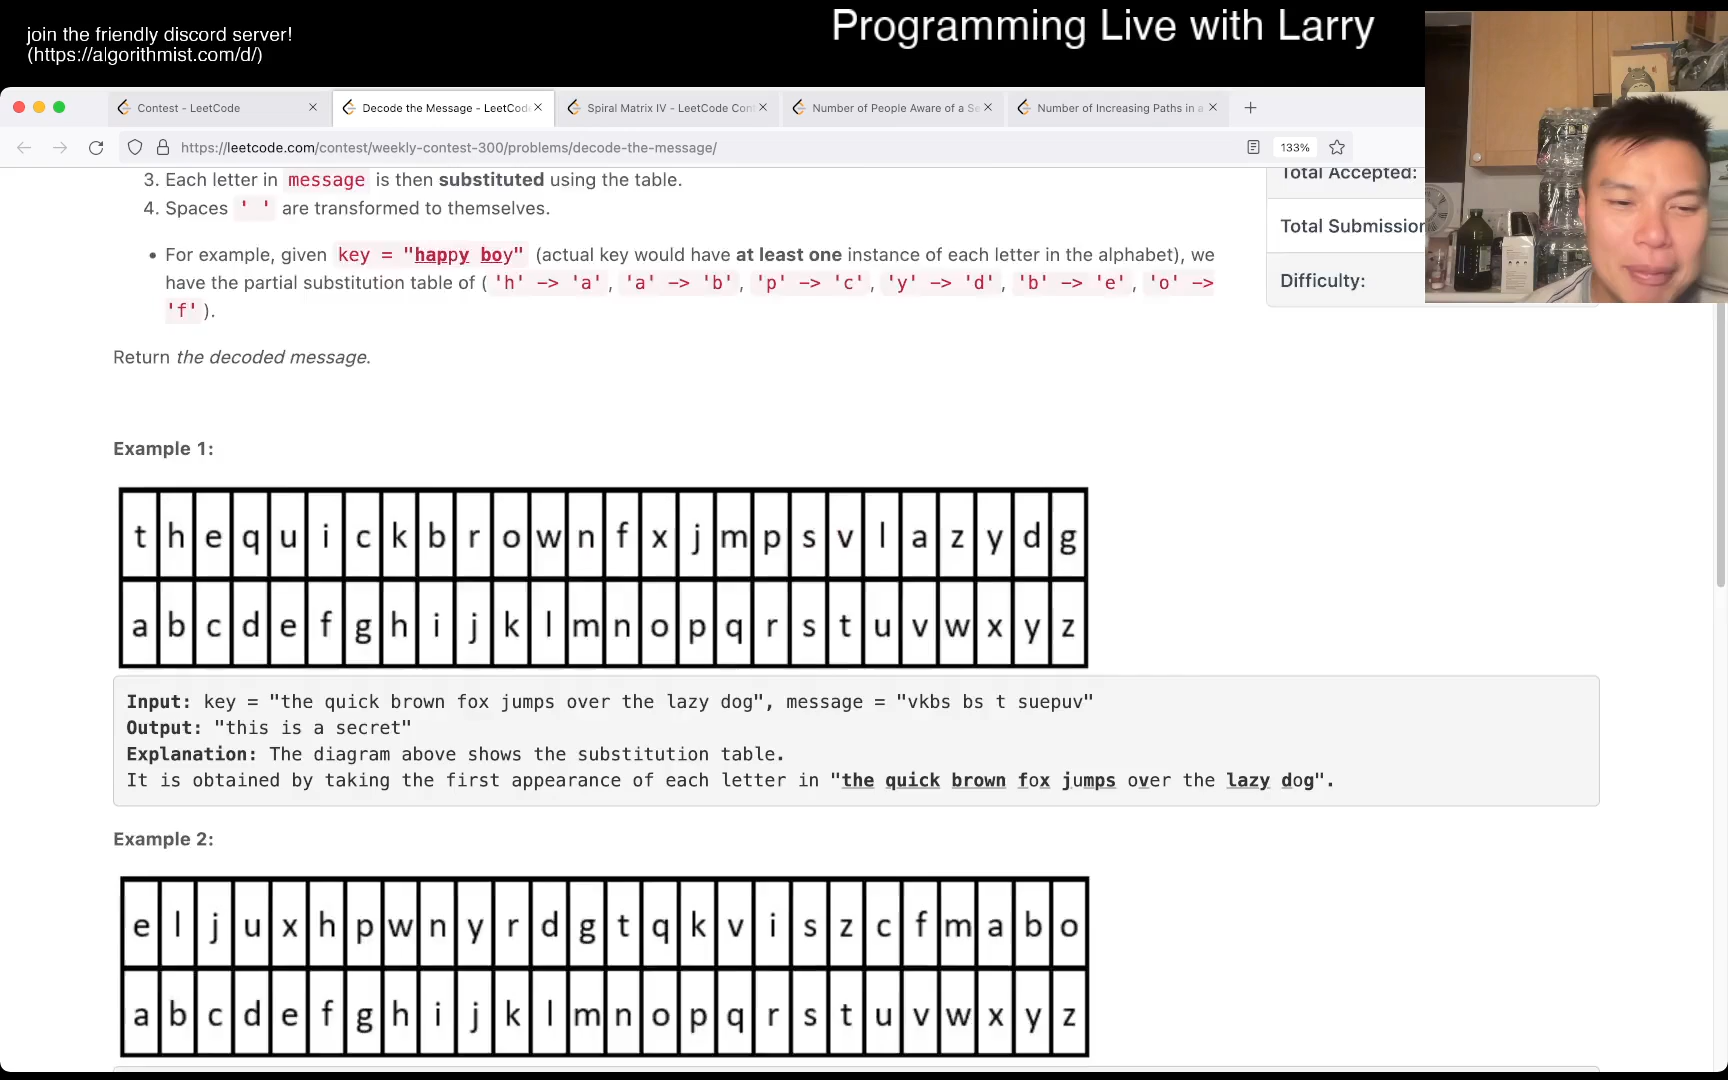 join the friendly discord server!
(https://algorithmist.com/d/)
Programming Live with Larry
Contest - LeetCode
Decode the Message - LeetCode
Spiral Matrix IV - LeetCode Con
Number of People Aware of a Se
Number of Increasing Paths in a
https://leetcode.com/contest/weekly-contest-300/problems/decode-the-message/
133%
3. Each letter in message is then substituted using the table.
4. Spaces ' ' are transformed to themselves.
• For example, given key = "happy boy" (actual key would have at least one instance of each letter in the alphabet), we
have the partial substitution table of ( 'h' -> 'a', 'a' -> 'b', 'p' -> 'c', 'y' -> 'd', 'b' -> 'e', 'o' ->
'f' ).
Return the decoded message.
Total Accepted:
Total Submission
Difficulty:
Example 1:
t h e q u i c k b r o w n f x j m p s v l a z y d g
a b c d e f g h i j k l m n o p q r s t u v w x y z
Input: key = "the quick brown fox jumps over the lazy dog", message = "vkbs bs t suepuv"
Output: "this is a secret"
Explanation: The diagram above shows the substitution table.
It is obtained by taking the first appearance of each letter in "the quick brown fox jumps over the lazy dog".
Example 2:
e l j u x h p w n y r d g t q k v i s z c f m a b o
a b c d e f g h i j k l m n o p q r s t u v w x y z